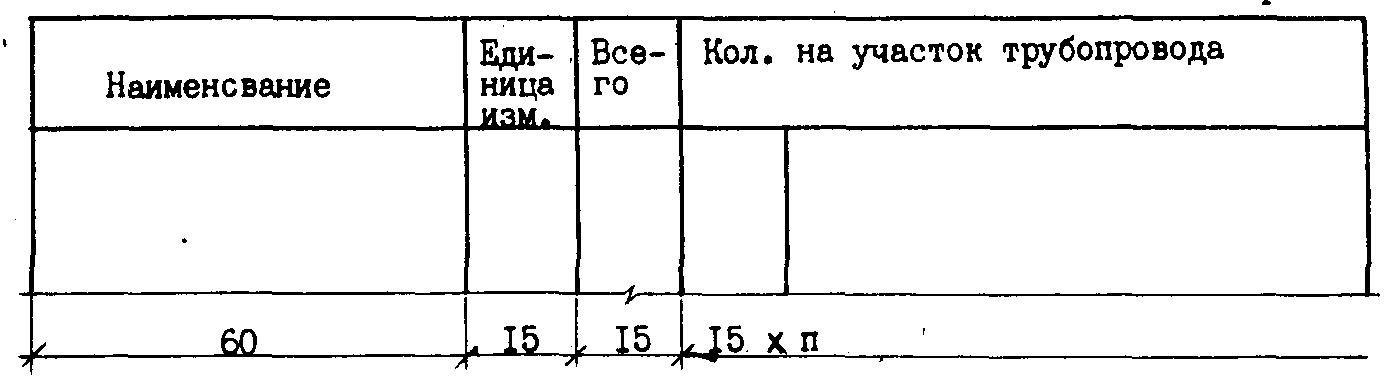 Наименсвание
Еди-
ница
изм.
Все-
го
Кол. на участок трубопровода
60
I5
I5
I5 х п